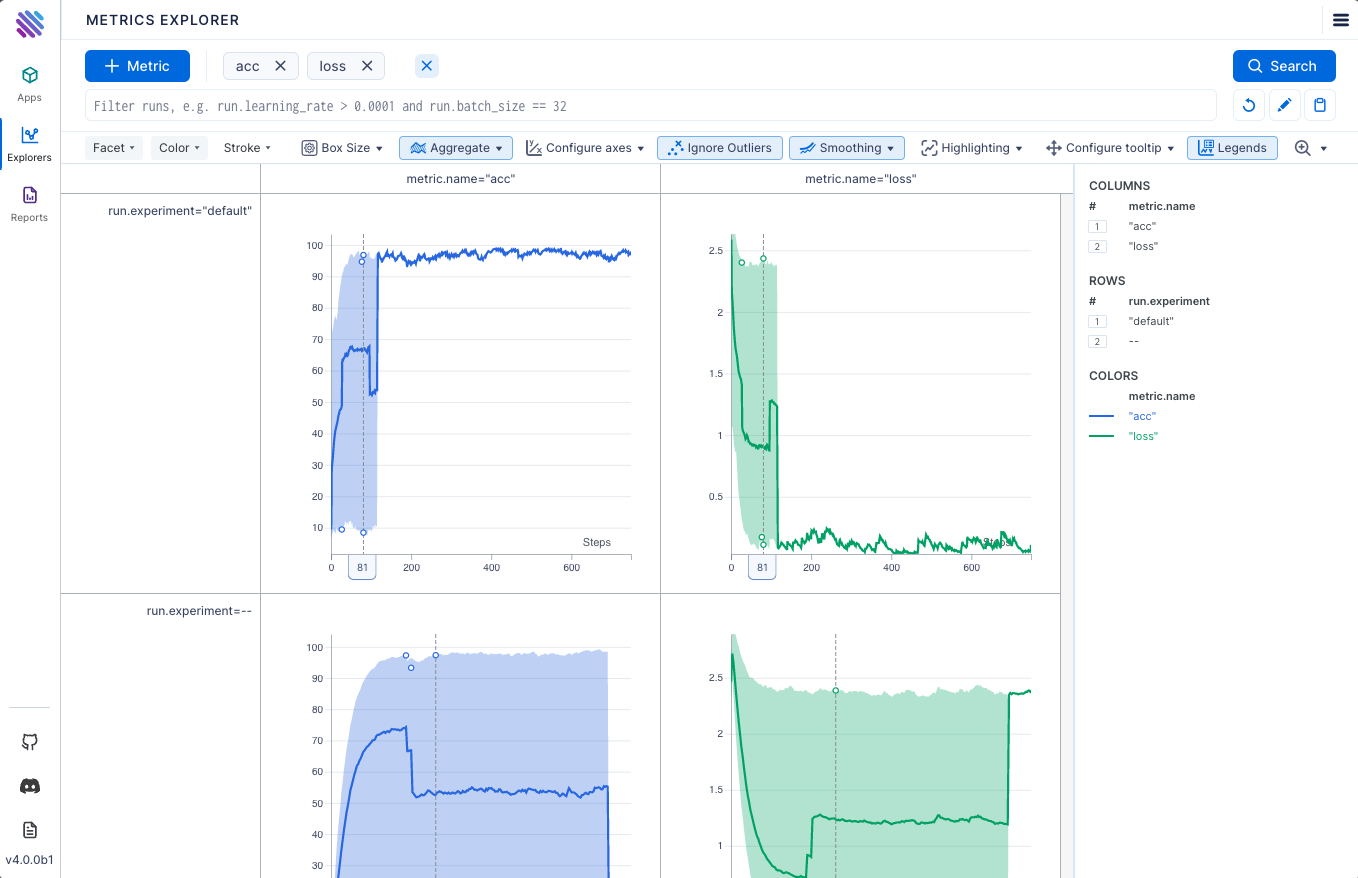 METRICS EXPLORER
Metric
acc
loss
Search
Filter runs, e.g. run.learning_rate > 0.0001 and run.batch_size == 32
Facet
Color
Stroke
Box Size
Aggregate
Configure axes
Ignore Outliers
Smoothing
Highlighting
Configure tooltip
Legends
Apps
Explorers
Reports
v4.0.0b1
metric.name="acc"
metric.name="loss"
run.experiment="default"
100
90
80
70
60
50
40
30
20
10
Steps
0
81
200
400
600
2.5
2
1.5
1
0.5
Steps
0
81
200
400
600
run.experiment=--
100
90
80
70
60
50
40
30
2.5
2
1.5
1
COLUMNS
# metric.name
1 "acc"
2 "loss"
ROWS
# run.experiment
1 "default"
2 --
COLORS
metric.name
"acc"
"loss"